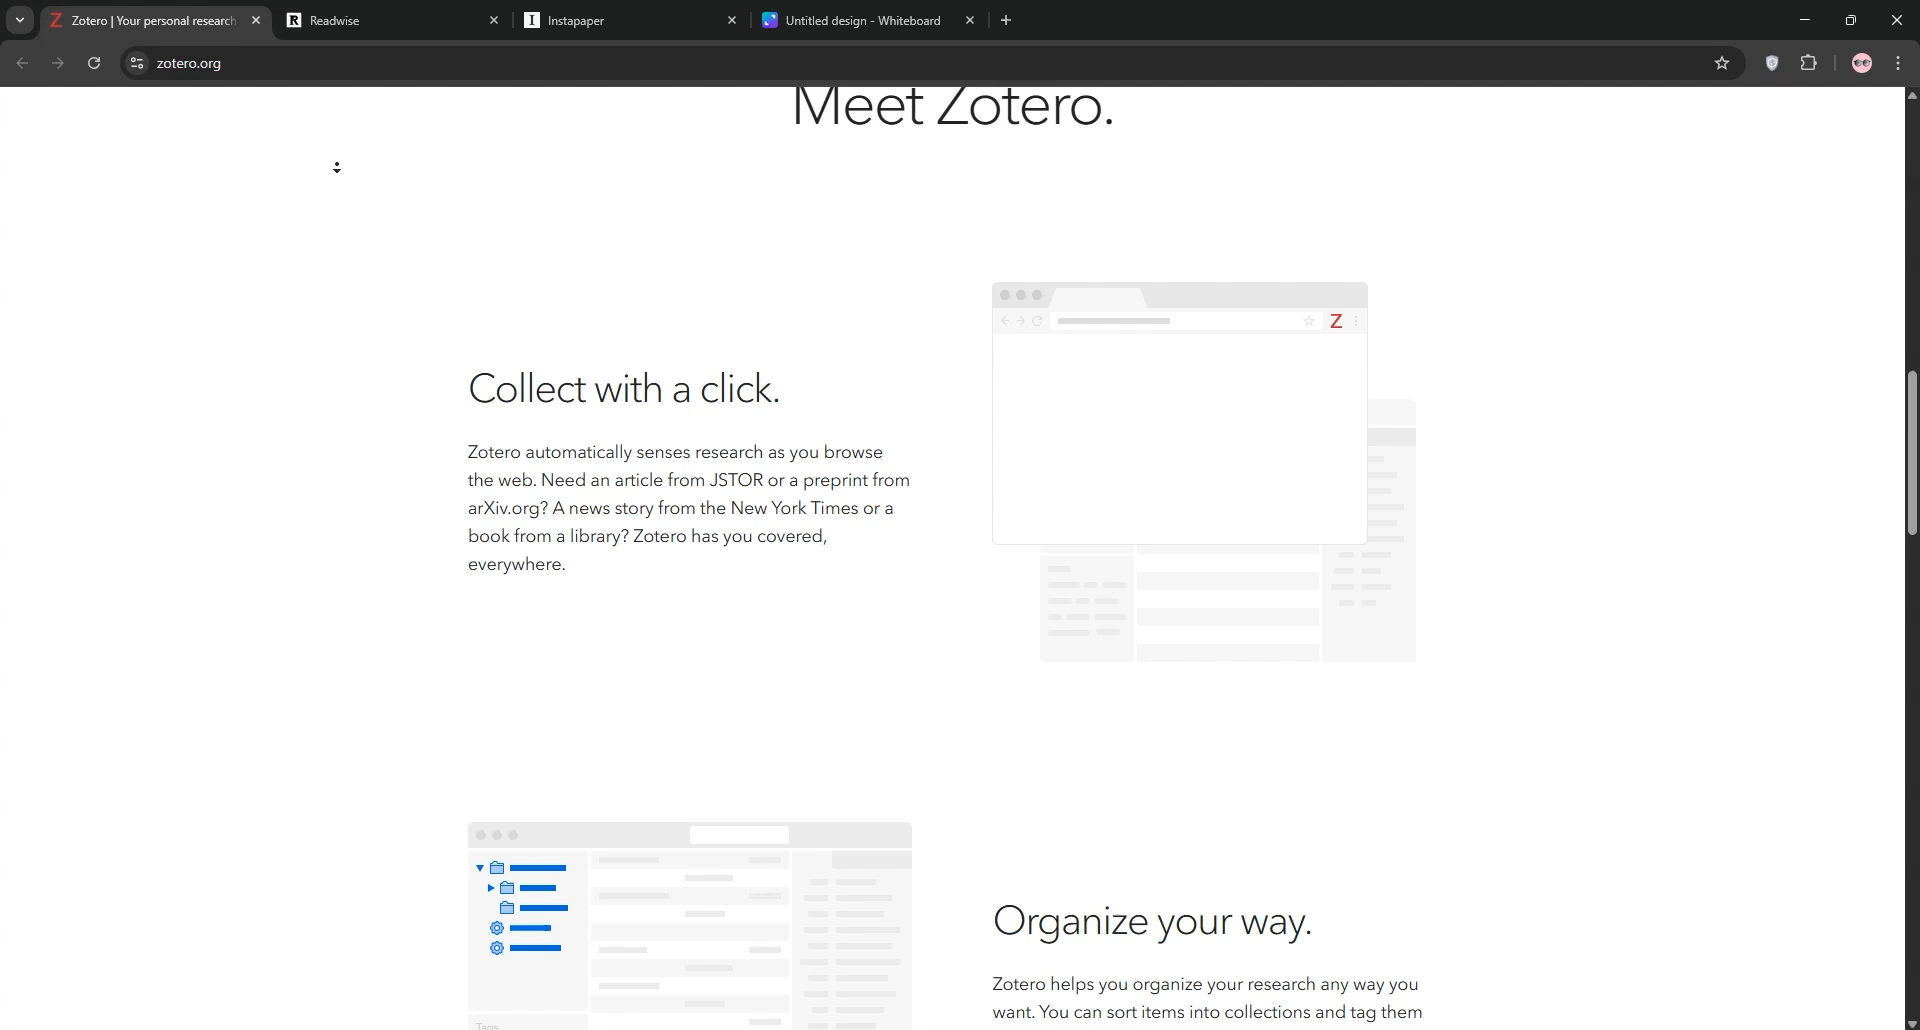 Zotero | Your personal research
Readwise
Instapaper
Untitled design - Whiteboard
zotero.org
Meet Zotero.
Z
Collect with a click.
Zotero automatically senses research as you browse
the web. Need an article from JSTOR or a preprint from
arXiv.org? A news story from the New York Times or a
book from a library? Zotero has you covered,
everywhere.
Organize your way.
Zotero helps you organize your research any way you
want. You can sort items into collections and tag them
Tags